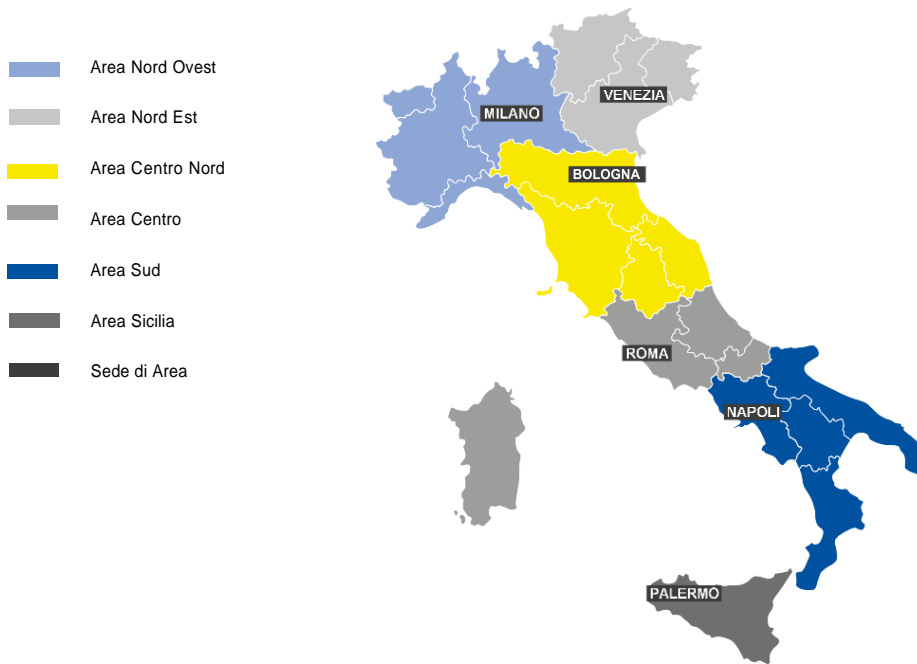 Area Nord Ovest
Area Nord Est
Area Centro Nord
Area Centro
Area Sud
Area Sicilia
Sede di Area
VENEZIA
MILANO
BOLOGNA
ROMA
NAPOLI
PALERMO